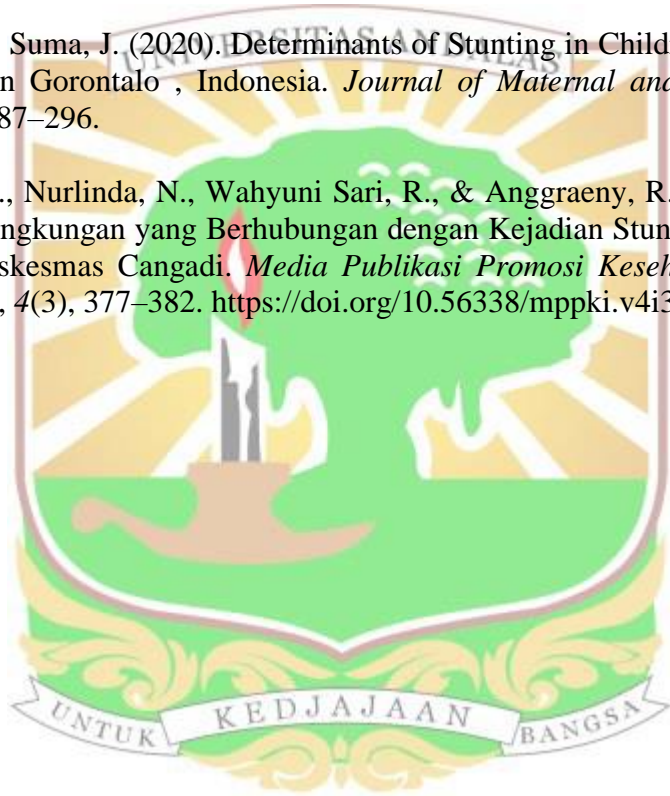 Suma, J. (2020). Determinants of Stunting in Child
UNIVERSITAS ANDALAS
n Gorontalo , Indonesia. Journal of Maternal and
87–296.
., Nurlinda, N., Wahyuni Sari, R., & Anggraeny, R.
ngkungan yang Berhubungan dengan Kejadian Stun
skesmas Cangadi. Media Publikasi Promosi Keseh
, 4(3), 377–382. https://doi.org/10.56338/mppki.v4i3
UNTUK KEDJAJAAN BANGSA